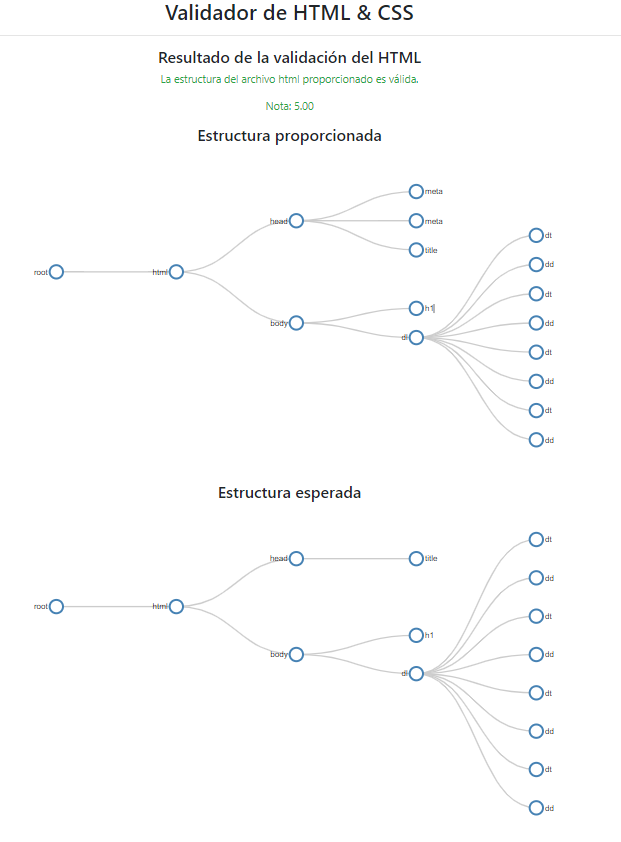 Validador de HTML & CSS
Resultado de la validación del HTML
La estructura del archivo html proporcionado es válida.
Nota: 5.00
Estructura proporcionada
meta
head
meta
dt
title
dd
root
html
dt
h1
body
dd
dl
dt
dd
dt
dd
Estructura esperada
dt
head
title
dd
root
html
dt
h1
body
dd
dl
dt
dd
dt
dd